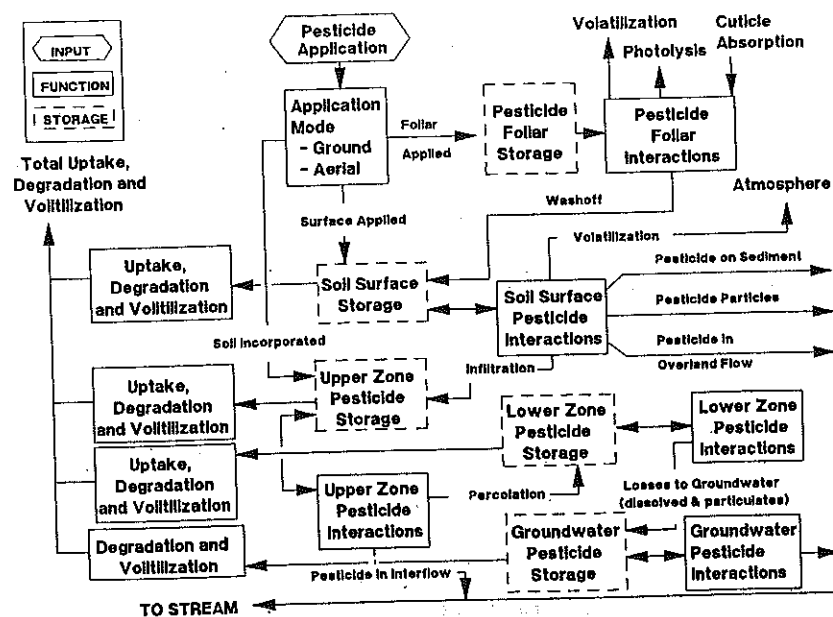 INPUT
FUNCTION
STORAGE
Pesticide
Application
Volatilization
Photolysis
Cuticle
Absorption
Application
Mode
- Ground
- Aerial
Foliar
Applied
Pesticide
Foliar
Storage
Pesticide
Foliar
Interactions
Total Uptake,
Degradation and
Volitilization
Surface Applied
Washoff
Atmosphere
Volatilization
Uptake,
Degradation
and Volitilization
Soil Surface
Storage
Soil Surface
Pesticide
Interactions
Pesticide on Sediment
Pesticide Particles
Pesticide in
Overland Flow
Soil Incorporated
Infiltration
Uptake,
Degradation
and Volitilization
Upper Zone
Pesticide
Storage
Lower Zone
Pesticide
Storage
Lower Zone
Pesticide
Interactions
Uptake,
Degradation
and Volitilization
Upper Zone
Pesticide
Interactions
Percolation
Losses to Groundwater
(dissolved & particulates)
Degradation and
Volitilization
Groundwater
Pesticide
Storage
Groundwater
Pesticide
Interactions
Pesticide in Interflow
TO STREAM